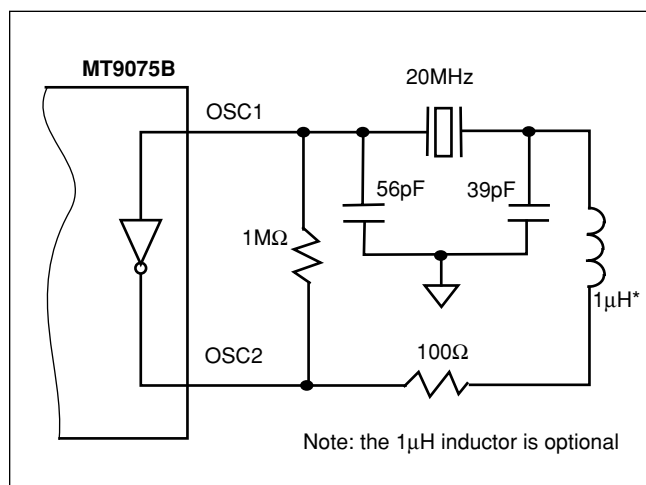 MT9075B
20MHz
OSC1
56pF
39pF
1MΩ
1µH*
OSC2
100Ω
Note: the 1µH inductor is optional